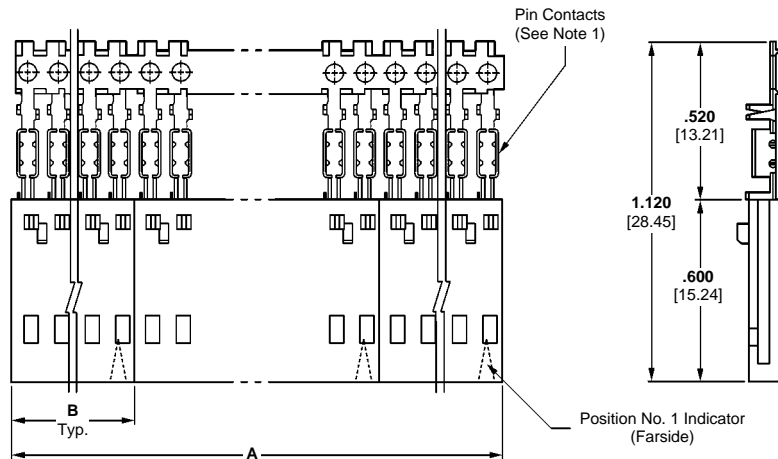 Pin Contacts
(See Note 1)
.520
[13.21]
1.120
[28.45]
.600
[15.24]
B
Typ.
A
Position No. 1 Indicator
(Farside)